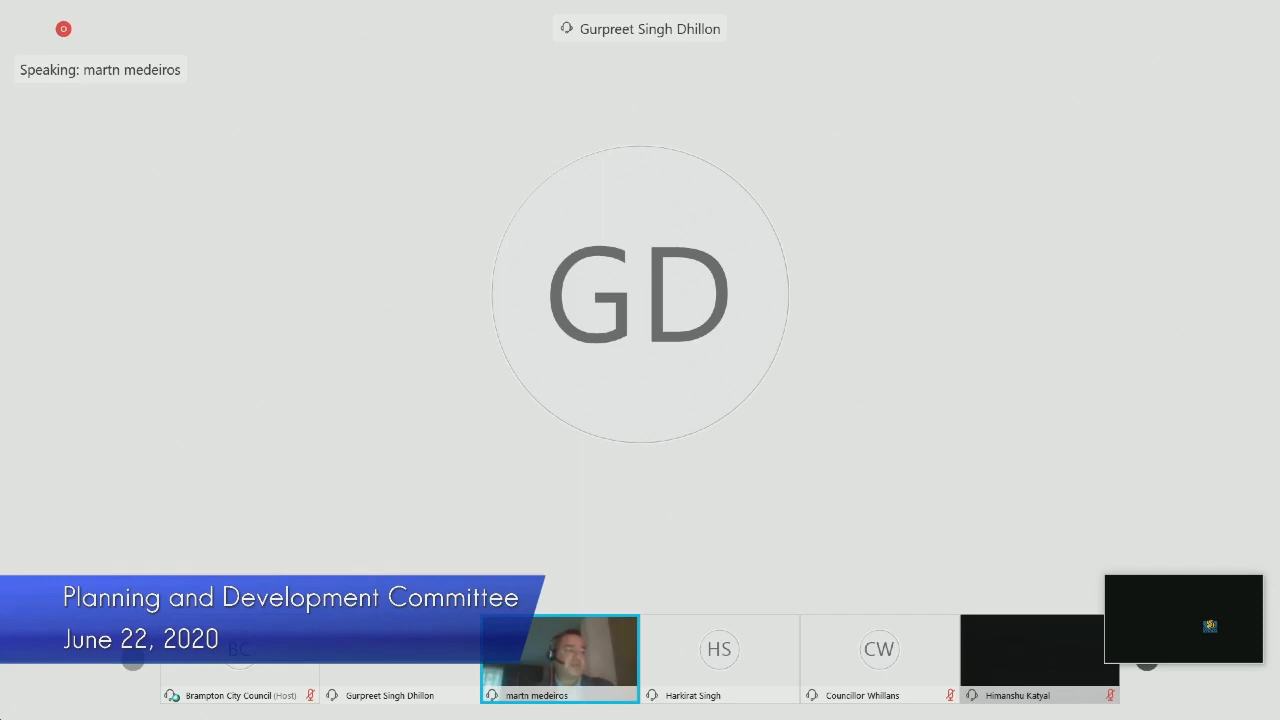 Gurpreet Singh Dhillon
Speaking: martn medeiros
GD
Planning and Development Committee
June 22, 2020
BC
HS
CW
Brampton City Council (Host)
Gurpreet Singh Dhillon
martn medeiros
Harkirat Singh
Councillor Whillans
Himanshu Katyal